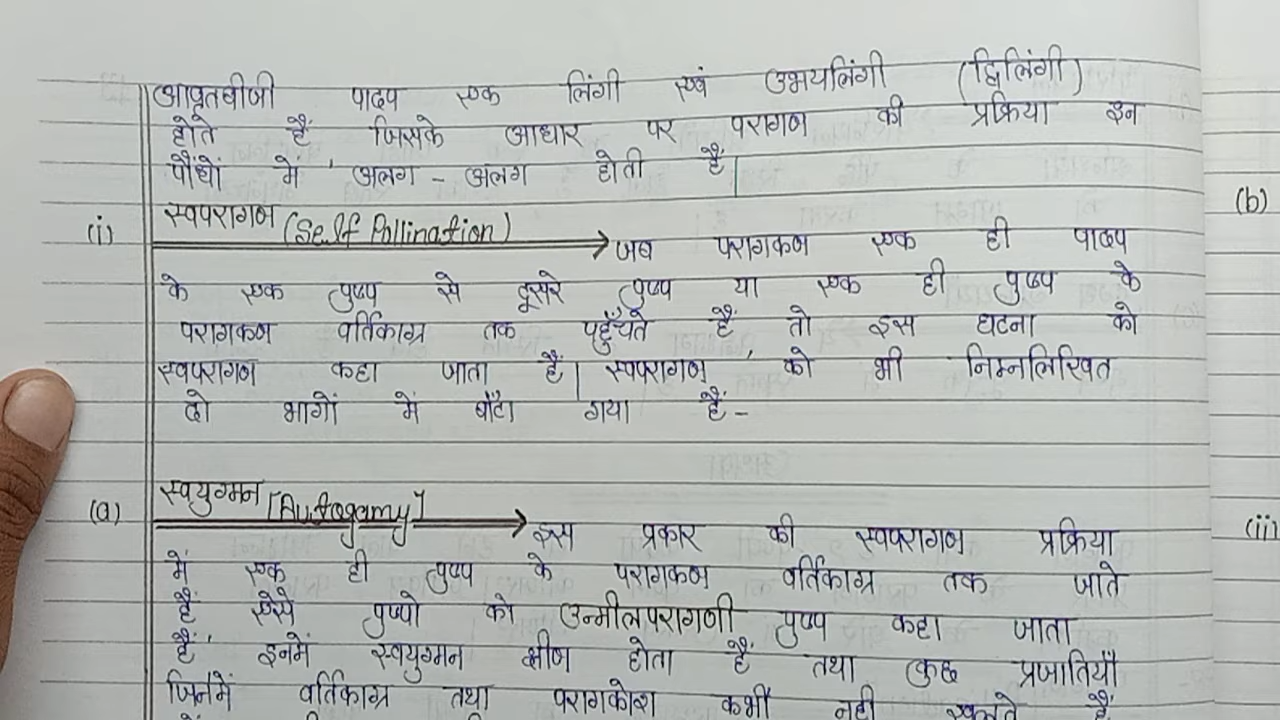 आवृतबीजी पादप एक लिंगी एवं उभयलिंगी (द्विलिंगी)
होते हैं जिसके आधार पर परागण की प्रक्रिया इन
पौधों में अलग - अलग होती हैं।
(i) स्वपरागण (Self Pollination) → जब परागकण एक ही पादप
के एक पुष्प से दूसरे पुष्प या एक ही पुष्प के
परागकण वर्तिकाग्र तक पहुँचते हैं, तो इस घटना को
स्वपरागण कहा जाता है। स्वपरागण को भी निम्नलिखित
दो भागों में बाँटा गया हैं-
(a) स्वयुग्मन [Autogamy] → इस प्रकार की स्वपरागण प्रक्रिया
में एक ही पुष्प के परागकण वर्तिकाग्र तक जाते
हैं ऐसे पुष्पो को उन्मीलपरागणी पुष्प कहा जाता
हैं इनमें स्वयुग्मन क्षीण होता हैं तथा कुछ प्रजातियाँ
जिनमें वर्तिकाग्र तथा परागकोश कभी नही खुलते हैं
(b)
(ii)